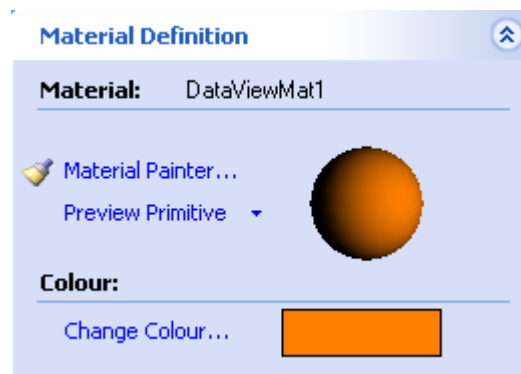 Material Definition
Material: DataViewMat1
Material Painter...
Preview Primitive
Colour:
Change Colour...